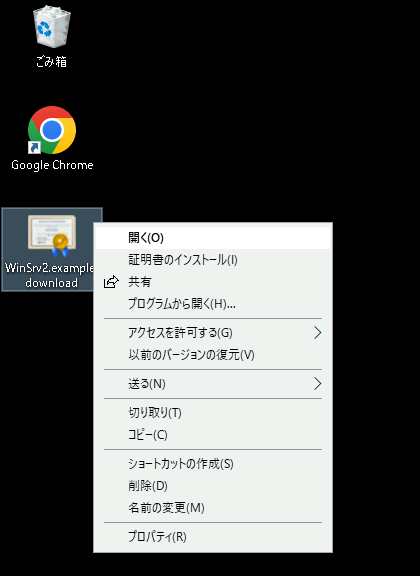 ごみ箱
Google Chrome
WinSrv2.example
download
開く(O)
証明書のインストール(I)
共有
プログラムから開く(H)...
アクセスを許可する(G)
以前のバージョンの復元(V)
送る(N)
切り取り(T)
コピー(C)
ショートカットの作成(S)
削除(D)
名前の変更(M)
プロパティ(R)